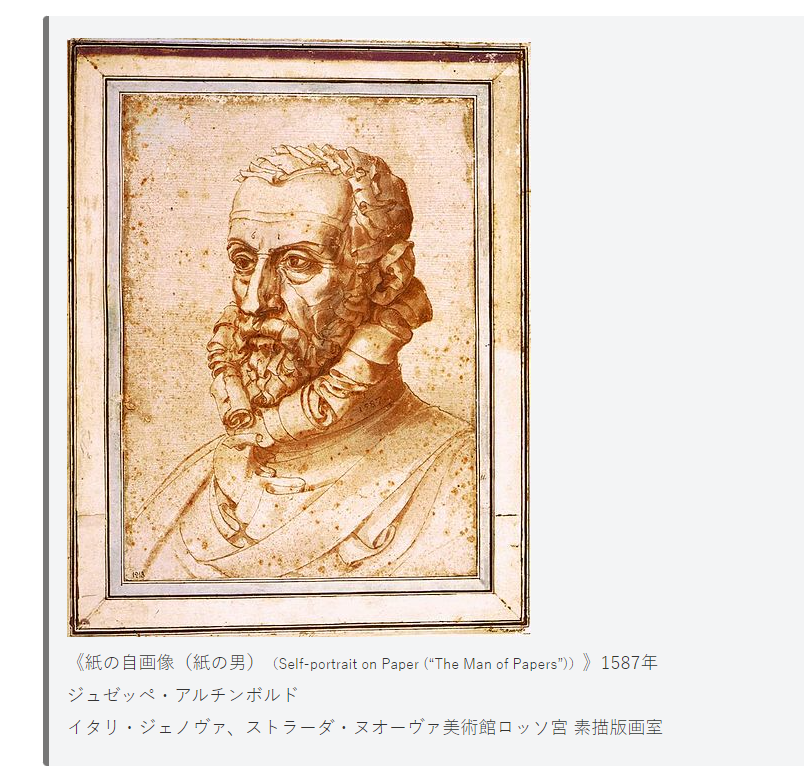 1918
《紙の自画像（紙の男）（Self-portrait on Paper (“The Man of Papers”)）》1587年
ジュゼッペ・アルチンボルド
イタリ・ジェノヴァ、ストラーダ・ヌオーヴァ美術館ロッソ宮 素描版画室